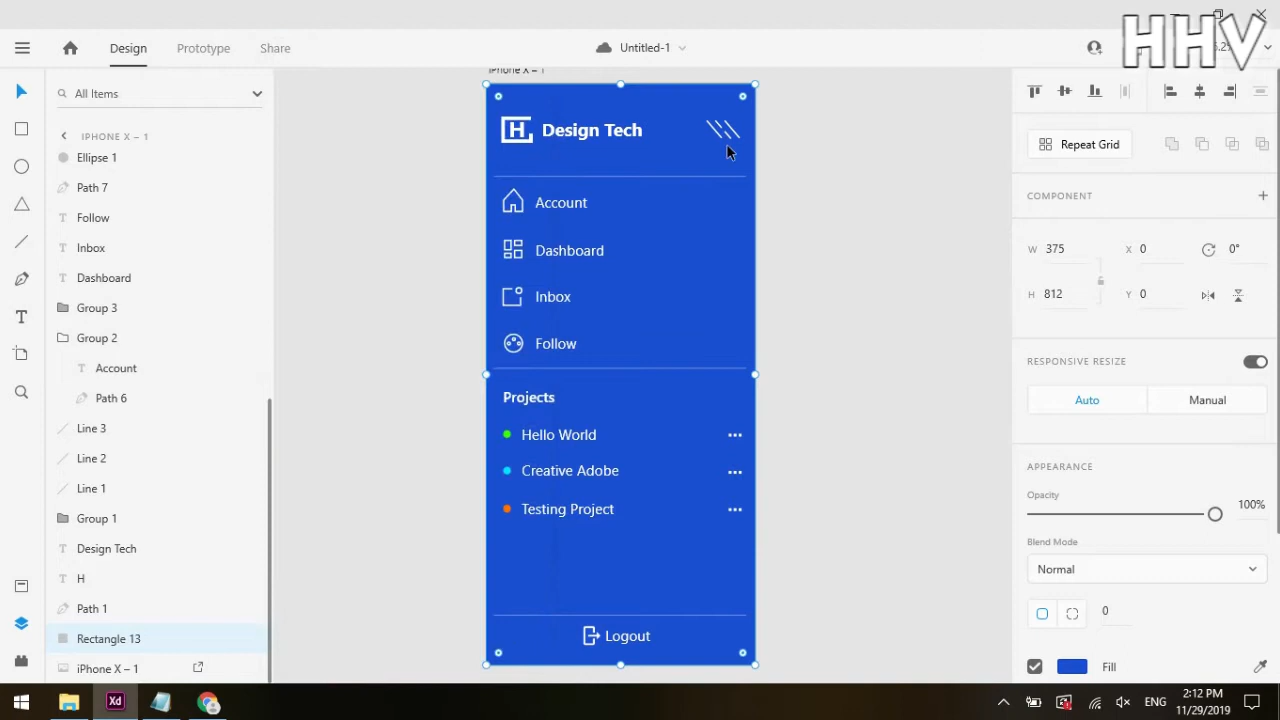 HHV
Design
Prototype
Share
Untitled-1
All Items
IPHONE X – 1
Ellipse 1
Path 7
Follow
Inbox
Dashboard
Group 3
Group 2
Account
Path 6
Line 3
Line 2
Line 1
Group 1
Design Tech
H
Path 1
Rectangle 13
iPhone X – 1
iPhone X – 1
H Design Tech
Account
Dashboard
Inbox
Follow
Projects
Hello World
Creative Adobe
Testing Project
Logout
Repeat Grid
COMPONENT
W 375 X 0 0°
H 812 Y 0
RESPONSIVE RESIZE
Auto Manual
APPEARANCE
Opacity
100%
Blend Mode
Normal
0
Fill
Xd
ENG
2:12 PM
11/29/2019